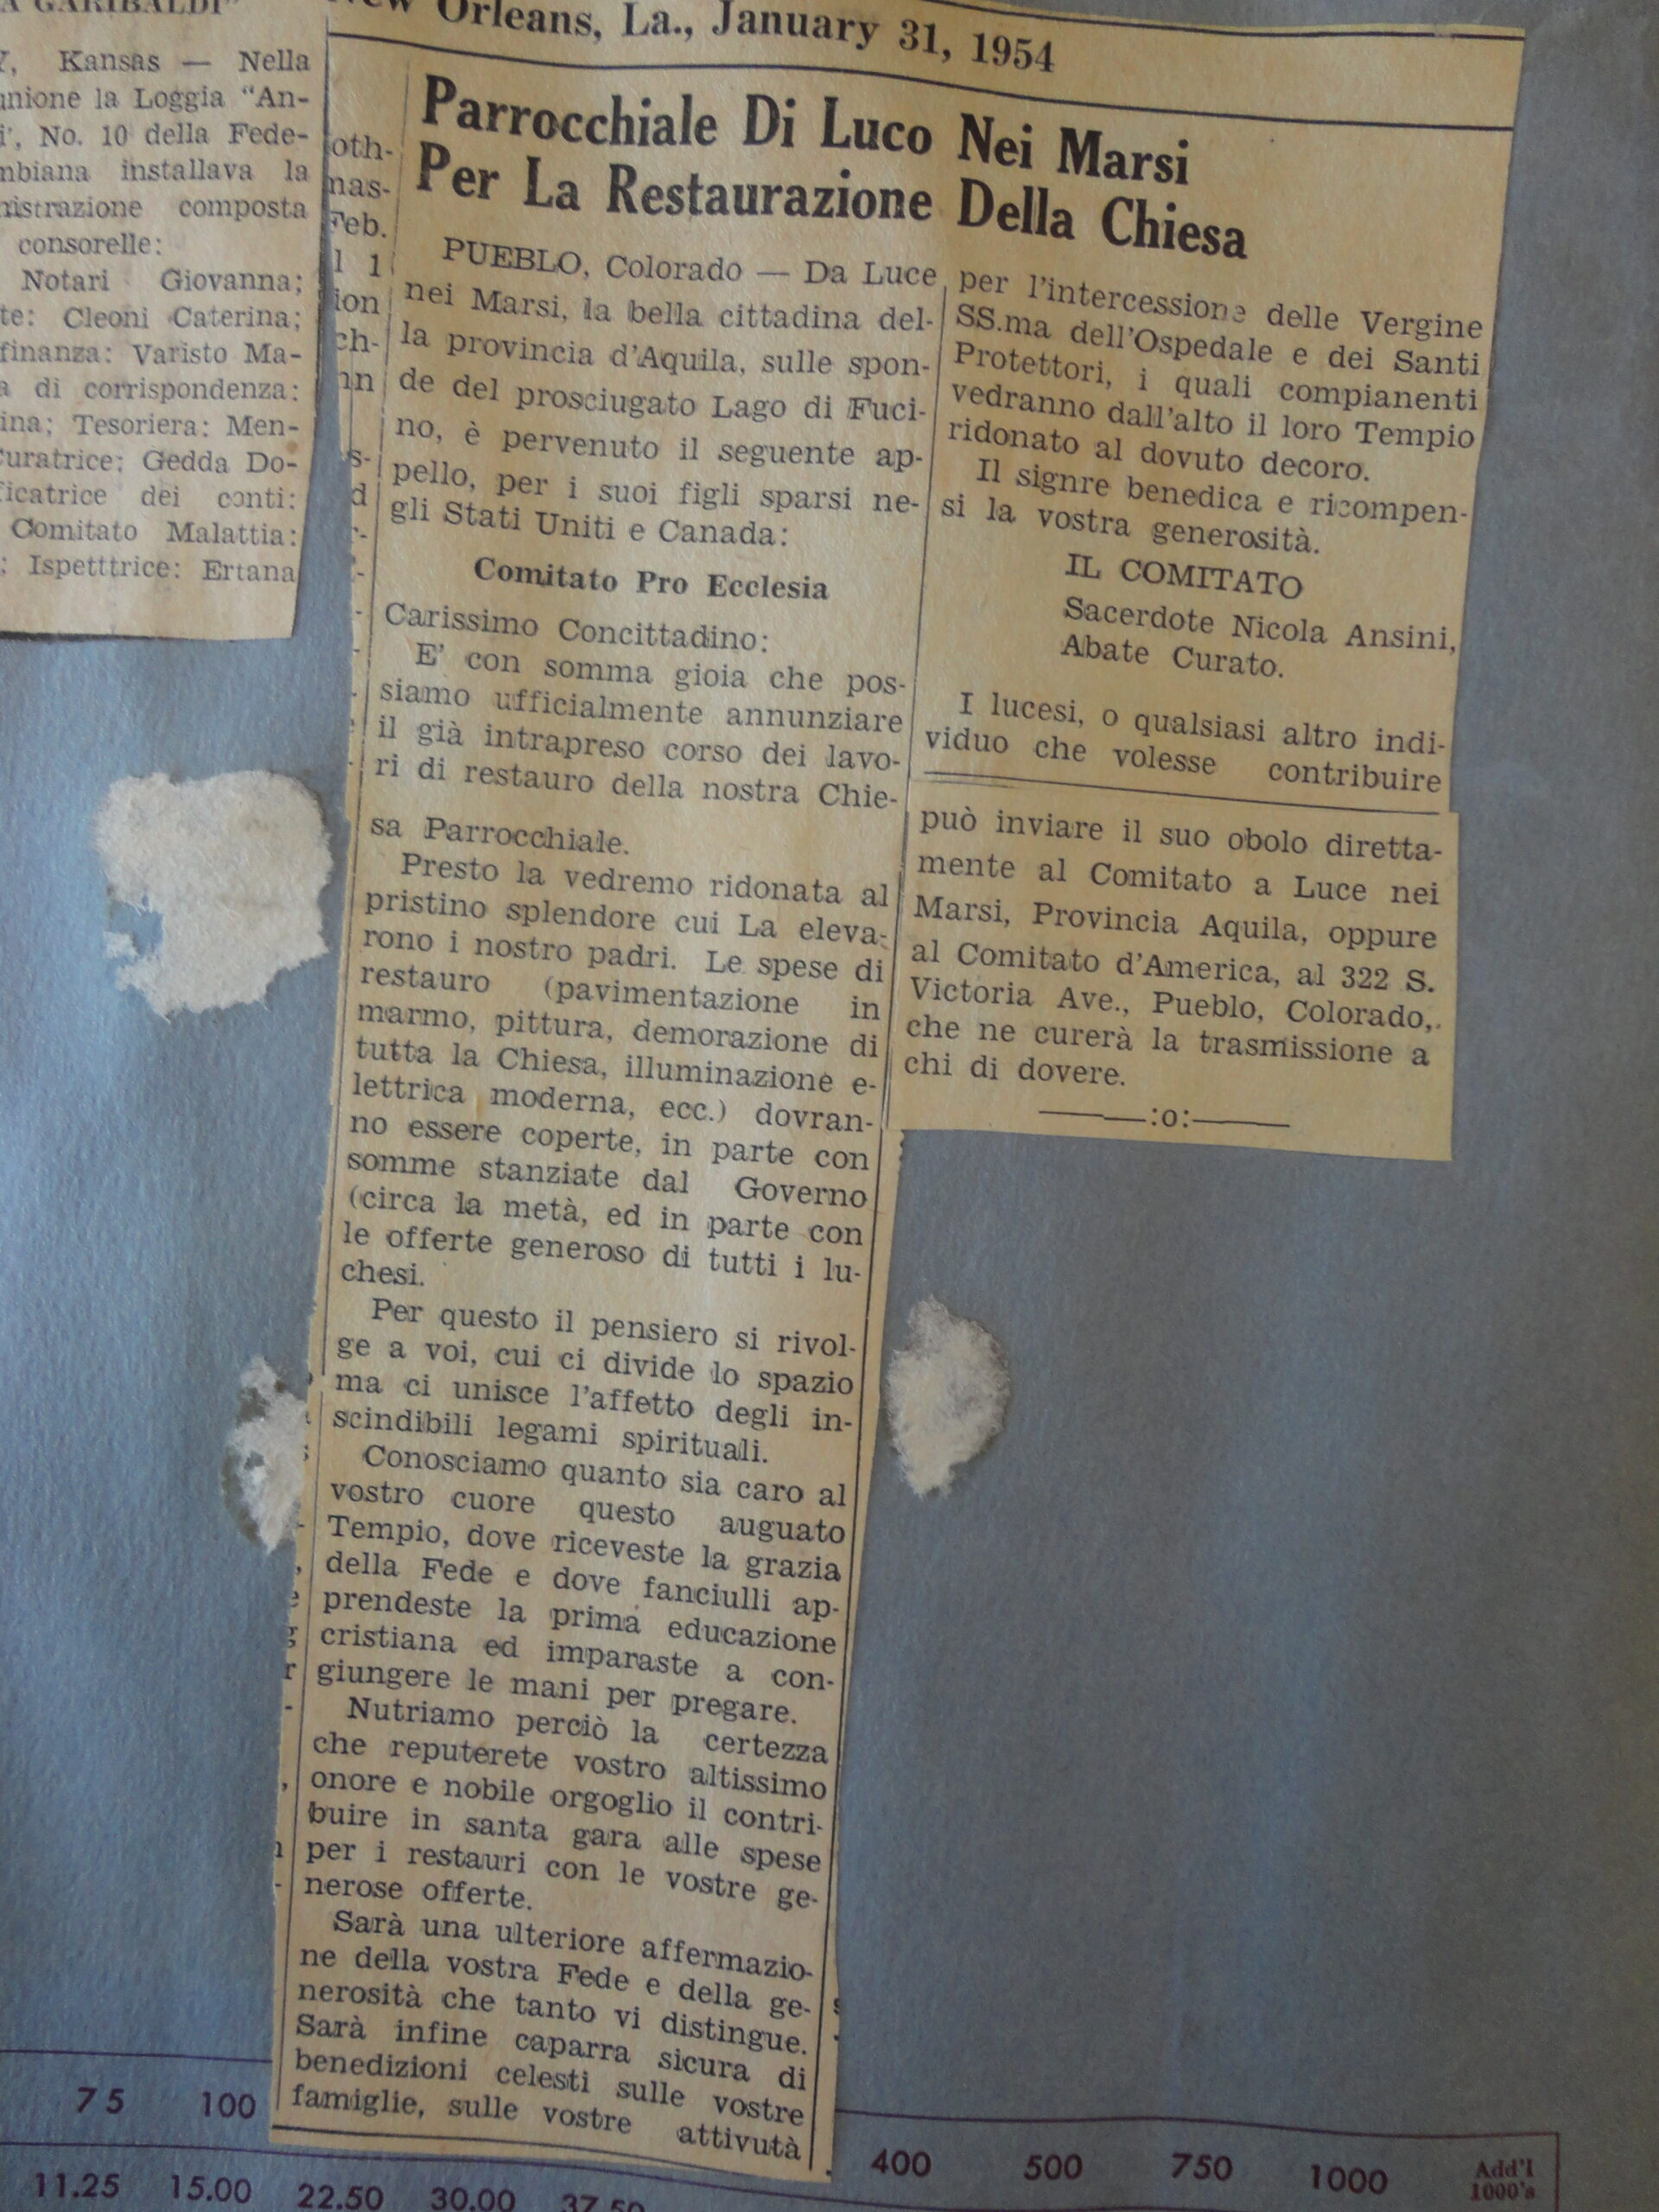 A GARIBALDI"
Kansas — Nella
unione la Loggia "An-
No. 10 della Fede-
mbiana installava la
nistrazione composta
consorelle:
Notari Giovanna;
te: Cleoni Caterina;
finanza: Varisto Ma-
a di corrispondenza:
ina; Tesoriera: Men-
Curatrice; Gedda Do-
ficatrice dei conti:
Comitato Malattia:
; Ispetttrice: Ertana
oth-
nas-
Feb.
l 1
ion
ch-
nn
s-
d
r-
New Orleans, La., January 31, 1954
Parrocchiale Di Luco Nei Marsi
Per La Restaurazione Della Chiesa
PUEBLO, Colorado — Da Luce
nei Marsi, la bella cittadina del-
la provincia d'Aquila, sulle spon-
de del prosciugato Lago di Fuci-
no, è pervenuto il seguente ap-
pello, per i suoi figli sparsi ne-
gli Stati Uniti e Canada:
Comitato Pro Ecclesia
Carissimo Concittadino:
E' con somma gioia che pos-
siamo ufficialmente annunziare
il già intrapreso corso dei lavo-
ri di restauro della nostra Chie-
sa Parrocchiale.
Presto la vedremo ridonata al
pristino splendore cui La eleva-
rono i nostro padri. Le spese di
restauro (pavimentazione in
marmo, pittura, demorazione di
tutta la Chiesa, illuminazione e-
lettrica moderna, ecc.) dovran-
no essere coperte, in parte con
somme stanziate dal Governo
(circa la metà, ed in parte con
le offerte generoso di tutti i lu-
chesi.
Per questo il pensiero si rivol-
ge a voi, cui ci divide lo spazio
ma ci unisce l'affetto degli in-
scindibili legami spirituali.
Conosciamo quanto sia caro al
vostro cuore questo auguato
Tempio, dove riceveste la grazia
della Fede e dove fanciulli ap-
prendeste la prima educazione
cristiana ed imparaste a con-
giungere le mani per pregare.
Nutriamo perciò la certezza
che reputerete vostro altissimo
onore e nobile orgoglio il contri-
buire in santa gara alle spese
per i restauri con le vostre ge-
nerose offerte.
Sarà una ulteriore affermazio-
ne della vostra Fede e della ge-
nerosità che tanto vi distingue.
Sarà infine caparra sicura di
benedizioni celesti sulle vostre
famiglie, sulle vostre attivutà
per l'intercessione delle Vergine
SS.ma dell'Ospedale e dei Santi
Protettori, i quali compianenti
vedranno dall'alto il loro Tempio
ridonato al dovuto decoro.
Il signre benedica e ricompen-
si la vostra generosità.
IL COMITATO
Sacerdote Nicola Ansini,
Abate Curato.
I lucesi, o qualsiasi altro indi-
viduo che volesse contribuire
può inviare il suo obolo diretta-
mente al Comitato a Luce nei
Marsi, Provincia Aquila, oppure
al Comitato d'America, al 322 S.
Victoria Ave., Pueblo, Colorado,
che ne curerà la trasmissione a
chi di dovere.
———:o:———
75 100 400 500 750 1000 Add'l 1000's
11.25 15.00 22.50 30.00 37.50